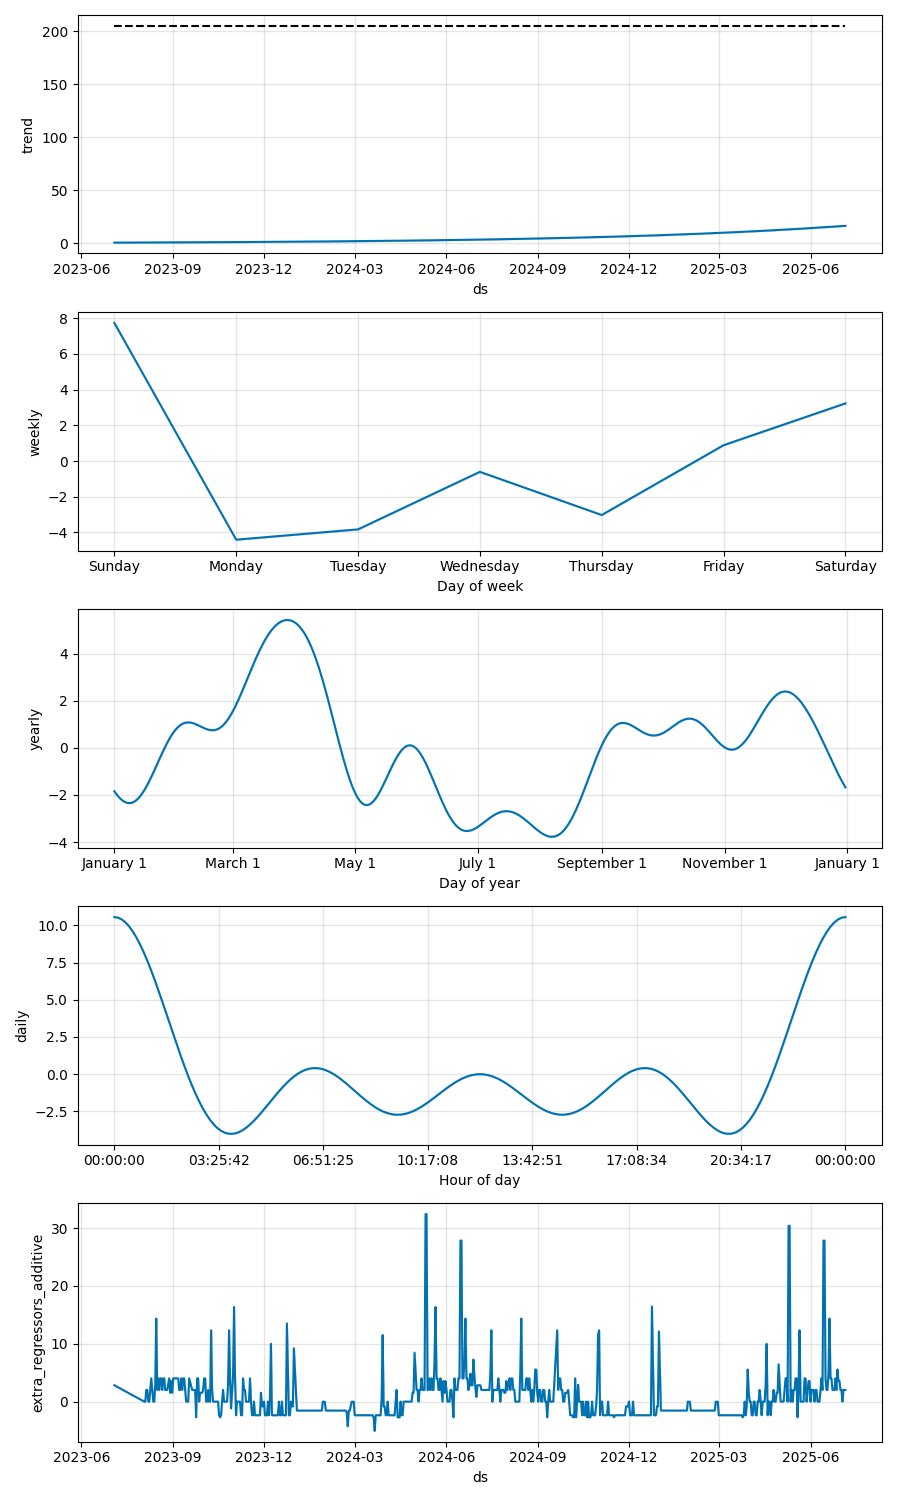 trend
200
150
100
50
0
2023-06 2023-09 2023-12 2024-03 2024-06 2024-09 2024-12 2025-03 2025-06
ds
weekly
8
6
4
2
0
−2
−4
Sunday Monday Tuesday Wednesday Thursday Friday Saturday
Day of week
yearly
4
2
0
−2
−4
January 1 March 1 May 1 July 1 September 1 November 1 January 1
Day of year
daily
10.0
7.5
5.0
2.5
0.0
−2.5
00:00:00 03:25:42 06:51:25 10:17:08 13:42:51 17:08:34 20:34:17 00:00:00
Hour of day
extra_regressors_additive
30
20
10
0
2023-06 2023-09 2023-12 2024-03 2024-06 2024-09 2024-12 2025-03 2025-06
ds